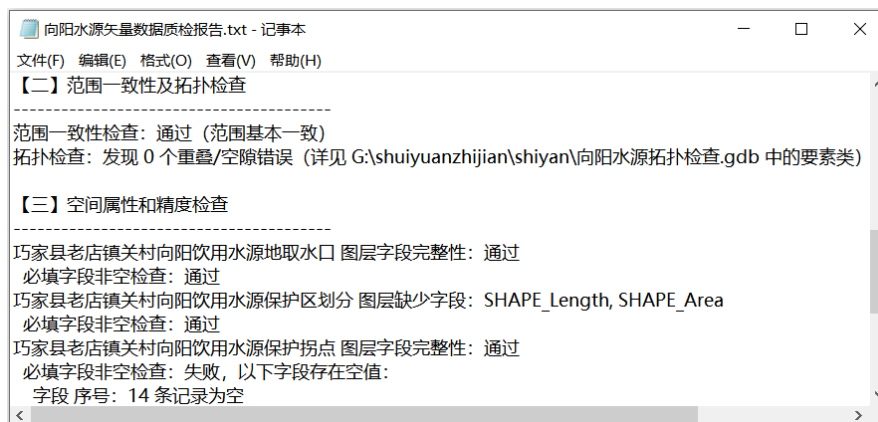 向阳水源矢量数据质检报告.txt - 记事本
文件(F) 编辑(E) 格式(O) 查看(V) 帮助(H)
【二】范围一致性及拓扑检查
----------------------------------------
范围一致性检查：通过（范围基本一致）
拓扑检查：发现 0 个重叠/空隙错误（详见 G:\shuiyuanzhijian\shiyan\向阳水源拓扑检查.gdb 中的要素类）
【三】空间属性和精度检查
----------------------------------------
巧家县老店镇关村向阳饮用水源地取水口 图层字段完整性：通过
必填字段非空检查：通过
巧家县老店镇关村向阳饮用水源保护区划分 图层缺少字段：SHAPE_Length, SHAPE_Area
必填字段非空检查：通过
巧家县老店镇关村向阳饮用水源保护拐点 图层字段完整性：通过
必填字段非空检查：失败，以下字段存在空值：
字段 序号：14 条记录为空